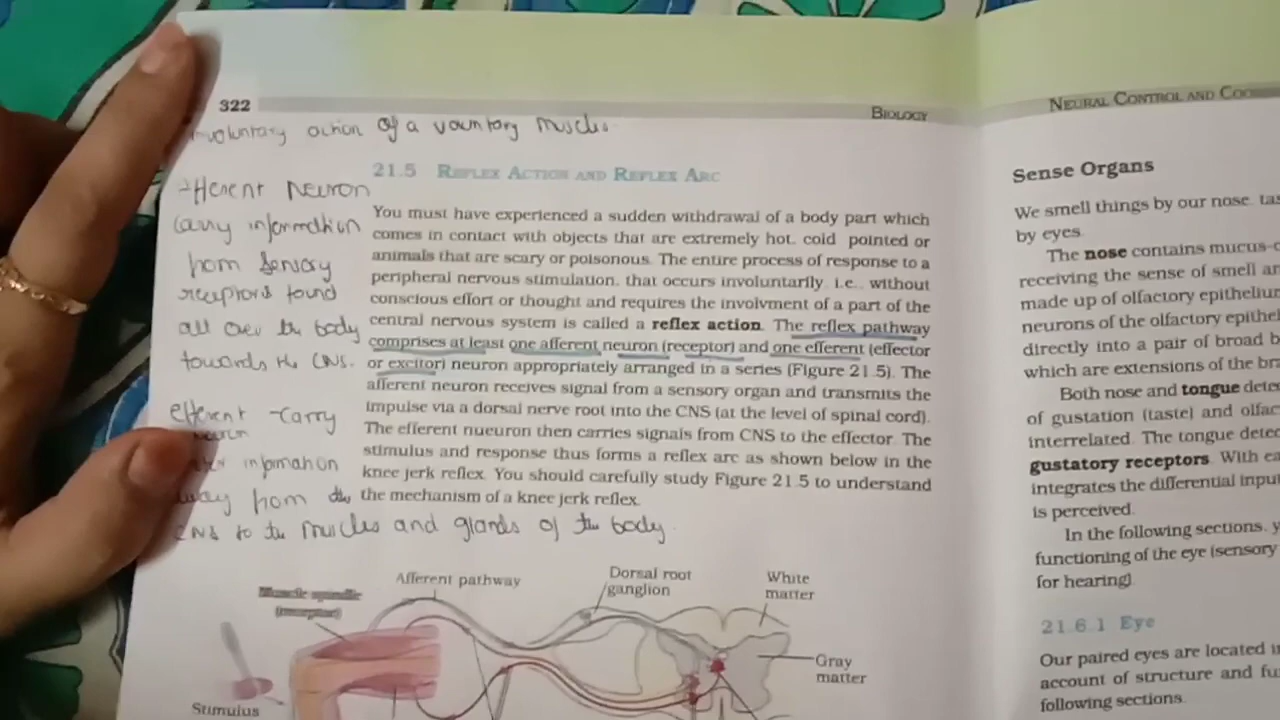 322
BIOLOGY
involuntary action of a vountary muscles.
21.5 REFLEX ACTION AND REFLEX ARC
afferent neuron
carry information
from sensory
receptors found
all over the body
towards the CNS.
efferent - carry
neuron
information
away from the
CNS to the muscles and glands of the body.
You must have experienced a sudden withdrawal of a body part which
comes in contact with objects that are extremely hot, cold pointed or
animals that are scary or poisonous. The entire process of response to a
peripheral nervous stimulation, that occurs involuntarily, i.e., without
conscious effort or thought and requires the involvment of a part of the
central nervous system is called a reflex action. The reflex pathway
comprises at least one afferent neuron (receptor) and one efferent (effector
or excitor) neuron appropriately arranged in a series (Figure 21.5). The
afferent neuron receives signal from a sensory organ and transmits the
impulse via a dorsal nerve root into the CNS (at the level of spinal cord).
The efferent nueuron then carries signals from CNS to the effector. The
stimulus and response thus forms a reflex arc as shown below in the
knee jerk reflex. You should carefully study Figure 21.5 to understand
the mechanism of a knee jerk reflex.
Muscle spindle
(receptor)
Afferent pathway
Dorsal root
ganglion
White
matter
Gray
matter
Stimulus
NEURAL CONTROL AND
Sense Organs
We smell things by our nose,
by eyes.
The nose contains
receiving the sense of smell
made up of olfactory
neurons of the olfactory
directly into a pair of broad
which are extensions of the
Both nose and tongue
of gustation (taste) and
interrelated. The tongue
gustatory receptors. With
integrates the differential
is perceived.
In the following sections,
functioning of the eye (sensory
for hearing).
21.6.1 Eye
Our paired eyes are located
account of structure and
following sections.